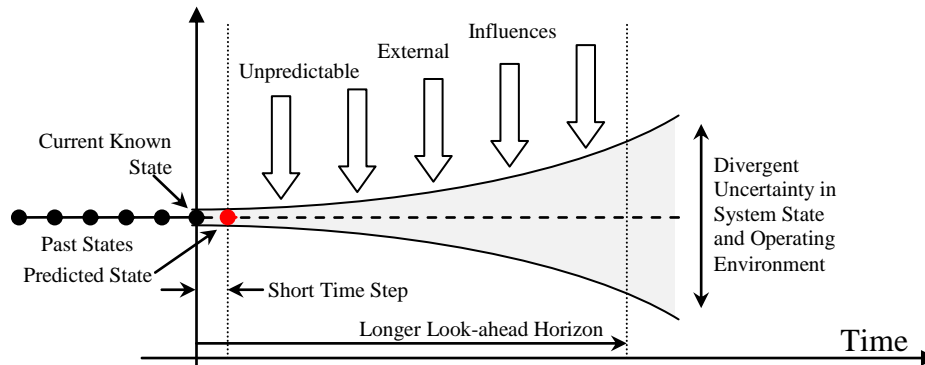 Influences
External
Unpredictable
Current Known
State
Divergent
Uncertainty in
System State
and Operating
Environment
Past States
Predicted State
Short Time Step
Longer Look-ahead Horizon
Time